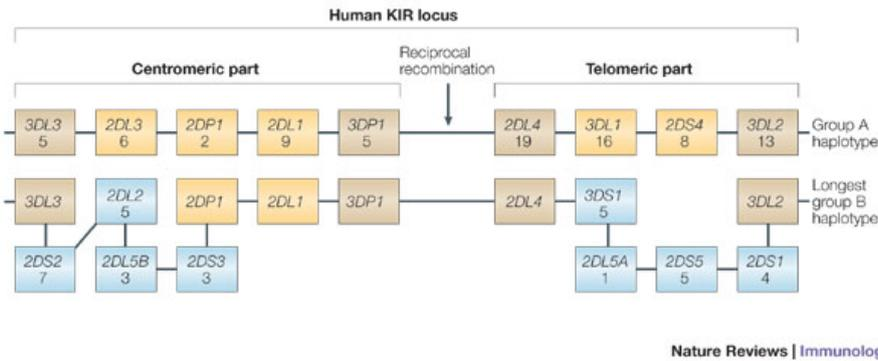 Human KIR locus
Reciprocal
recombination
Centromeric part
Telomeric part
3DL3 2DL3 2DP1 2DL1 3DP1 2DL4 3DL1 2DS4 3DL2 Group A
5 6 2 9 5 19 16 8 13 haplotype
3DL3 2DL2 2DP1 2DL1 3DP1 2DL4 3DS1 3DL2 Longest
5 5 group B
haplotype
2DS2 2DL5B 2DS3 2DL5A 2DS5 2DS1
7 3 3 1 5 4
Nature Reviews | Immunolog